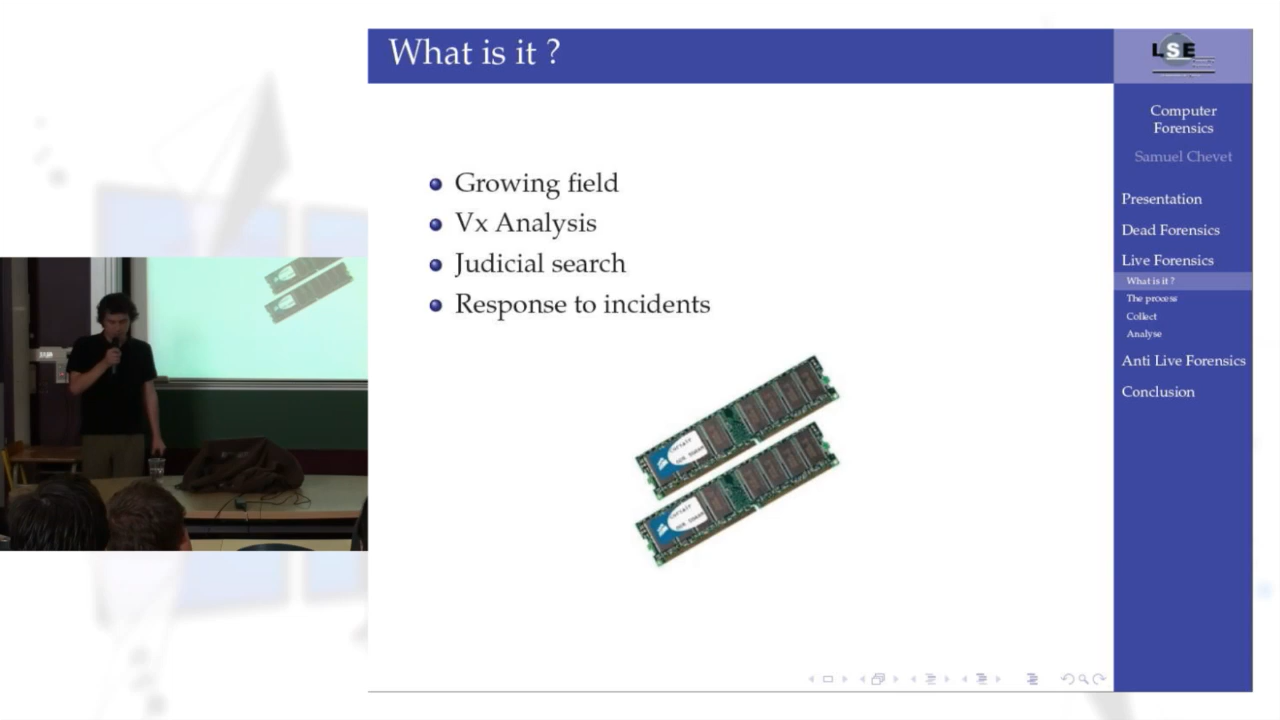 What is it ?
Growing field
Vx Analysis
Judicial search
Response to incidents
LSE
Computer
Forensics
Samuel Chevet
Presentation
Dead Forensics
Live Forensics
What is it ?
The process
Collect
Analyse
Anti Live Forensics
Conclusion